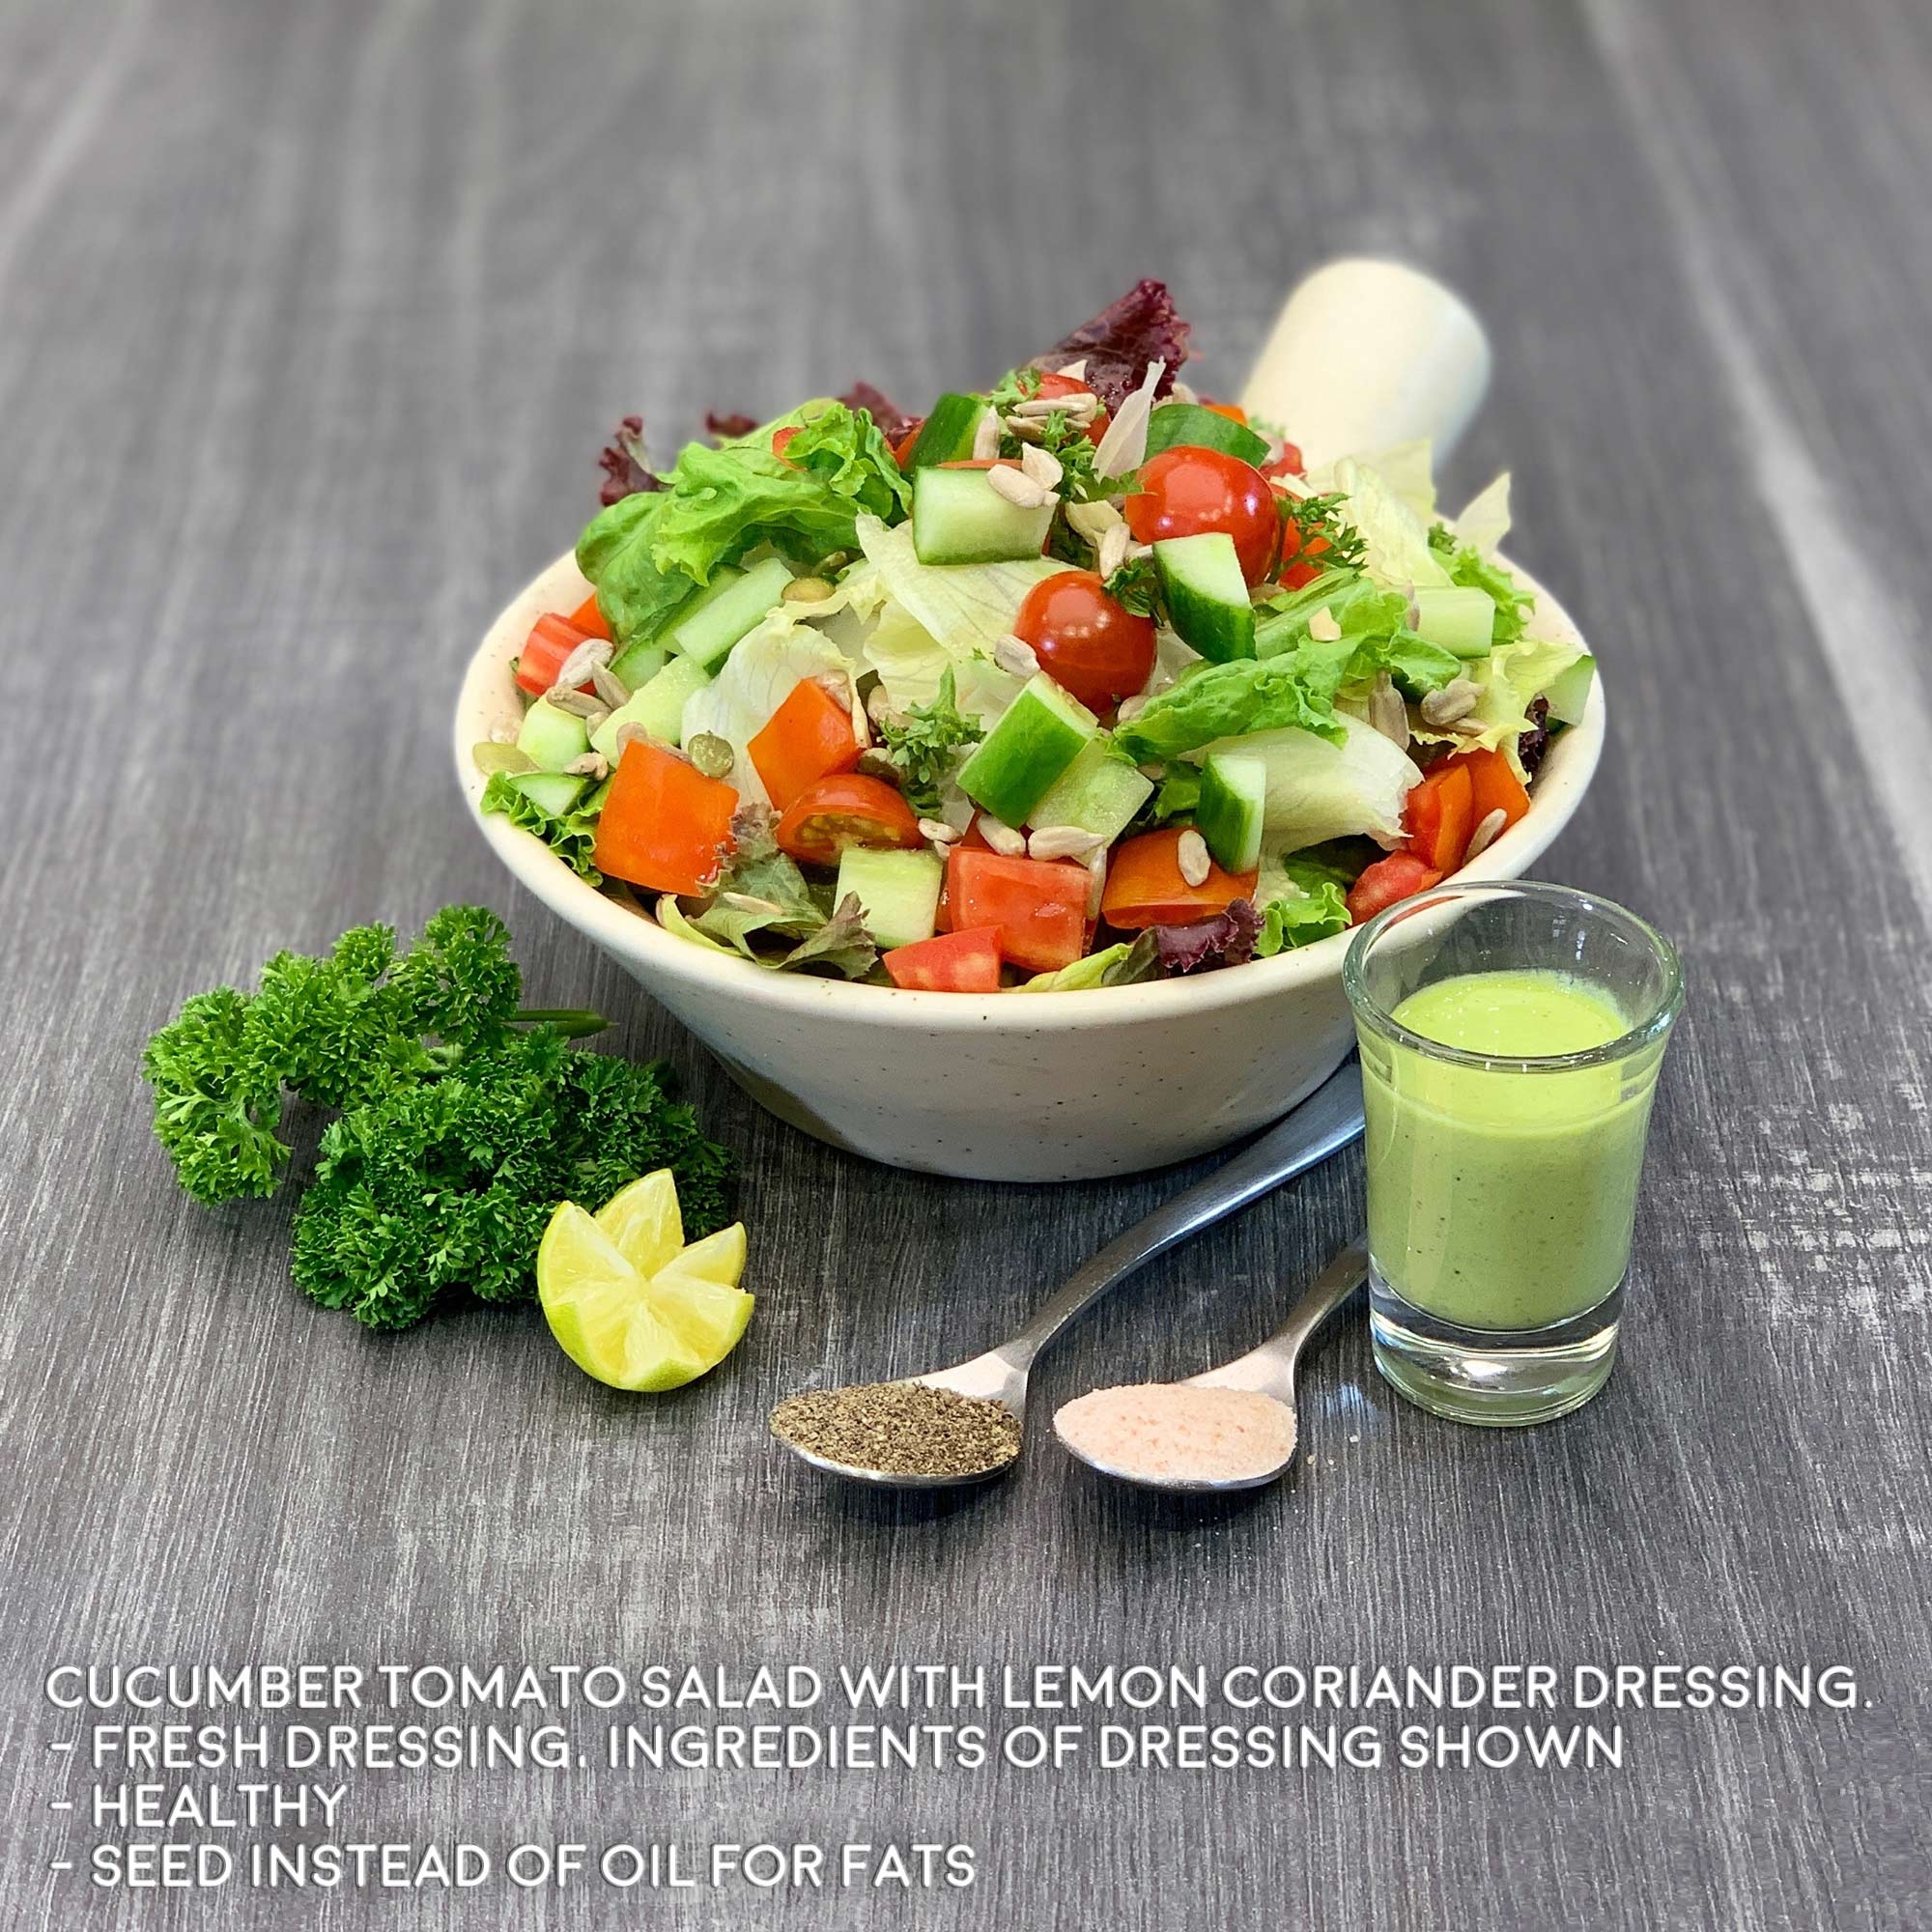 CUCUMBER TOMATO SALAD WITH LEMON CORIANDER DRESSING.
- FRESH DRESSING. INGREDIENTS OF DRESSING SHOWN
- HEALTHY
- SEED INSTEAD OF OIL FOR FATS